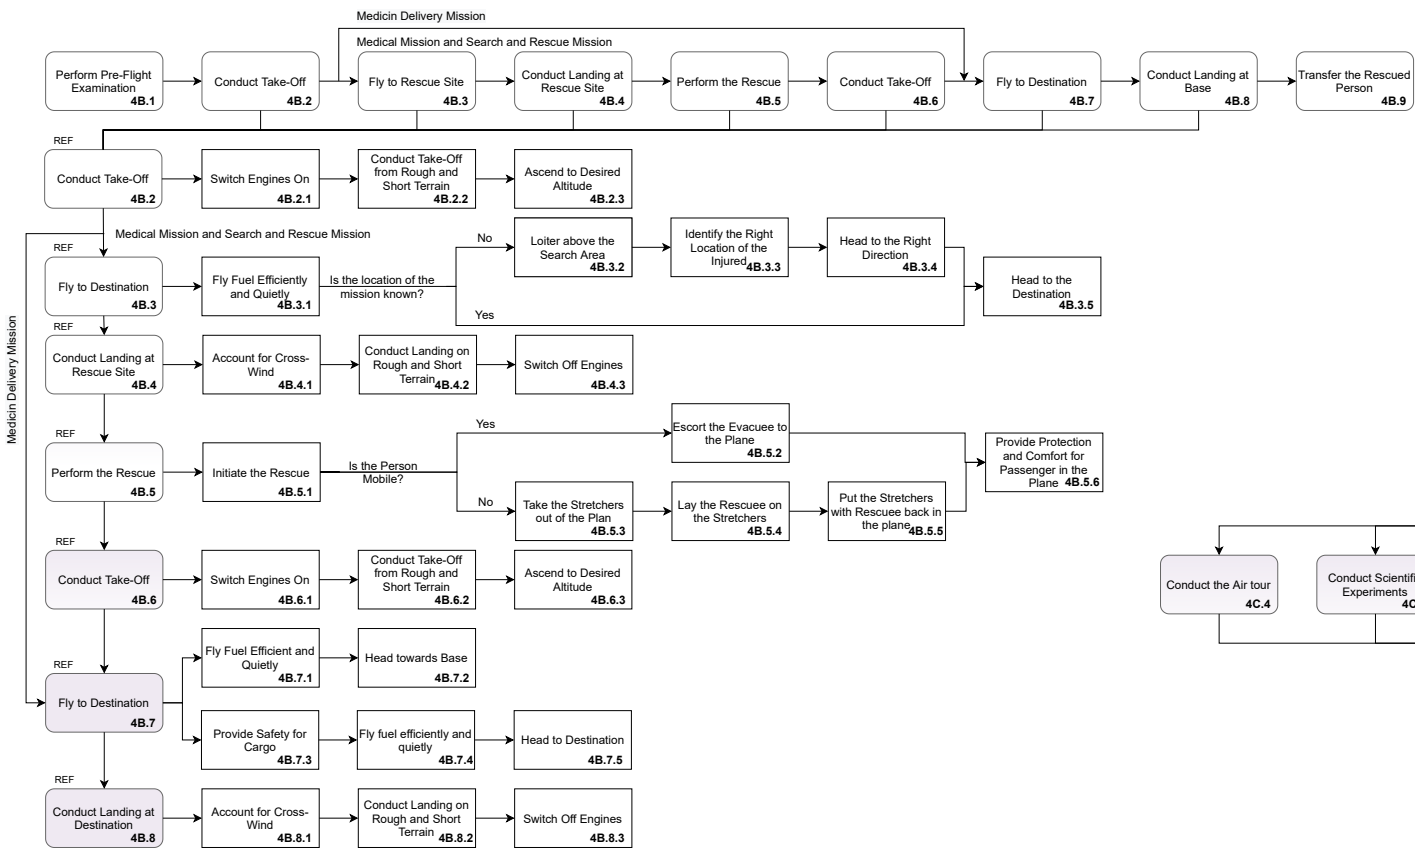 Medicin Delivery Mission
Medical Mission and Search and Rescue Mission
Perform Pre-Flight
Examination
4B.1
Conduct Take-Off
4B.2
Fly to Rescue Site
4B.3
Conduct Landing at
Rescue Site
4B.4
Perform the Rescue
4B.5
Conduct Take-Off
4B.6
Fly to Destination
4B.7
Conduct Landing at
Base
4B.8
Transfer the Rescued
Person
4B.9
REF
Conduct Take-Off
4B.2
Switch Engines On
4B.2.1
Conduct Take-Off
from Rough and
Short Terrain
4B.2.2
Ascend to Desired
Altitude
4B.2.3
Medical Mission and Search and Rescue Mission
REF
Fly to Destination
4B.3
Fly Fuel Efficiently
and Quietly
4B.3.1
Is the location of the
mission known?
No
Loiter above the
Search Area
4B.3.2
Identify the Right
Location of the
Injured
4B.3.3
Head to the Right
Direction
4B.3.4
Yes
Head to the
Destination
4B.3.5
Medicin Delivery Mission
REF
Conduct Landing at
Rescue Site
4B.4
Account for Cross-
Wind
4B.4.1
Conduct Landing on
Rough and Short
Terrain
4B.4.2
Switch Off Engines
4B.4.3
REF
Perform the Rescue
4B.5
Initiate the Rescue
4B.5.1
Is the Person
Mobile?
Yes
Escort the Evacuee to
the Plane
4B.5.2
No
Take the Stretchers
out of the Plan
4B.5.3
Lay the Rescue on
the Stretchers
4B.5.4
Put the Stretchers
with Rescuee back in
the plane
4B.5.5
Provide Protection
and Comfort for
Passenger in the
Plane
4B.5.6
REF
Conduct Take-Off
4B.6
Switch Engines On
4B.6.1
Conduct Take-Off
from Rough and
Short Terrain
4B.6.2
Ascend to Desired
Altitude
4B.6.3
Conduct the Air tour
4C.4
Conduct Scientifi
Experiments
4C
REF
Fly to Destination
4B.7
Fly Fuel Efficient and
Quietly
4B.7.1
Head towards Base
4B.7.2
Provide Safety for
Cargo
4B.7.3
Fly fuel efficiently and
quietly
4B.7.4
Head to Destination
4B.7.5
REF
Conduct Landing at
Destination
4B.8
Account for Cross-
Wind
4B.8.1
Conduct Landing on
Rough and Short
Terrain
4B.8.2
Switch Off Engines
4B.8.3